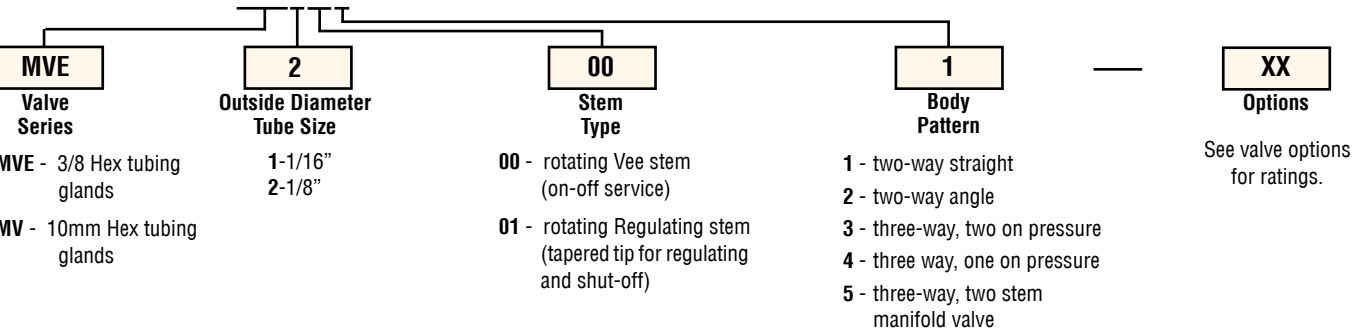 MVE
Valve
Series
MVE - 3/8 Hex tubing
glands
MV - 10mm Hex tubing
glands
2
Outside Diameter
Tube Size
1-1/16”
2-1/8”
00
Stem
Type
00 - rotating Vee stem
(on-off service)
01 - rotating Regulating stem
(tapered tip for regulating
and shut-off)
1
Body
Pattern
1 - two-way straight
2 - two-way angle
3 - three-way, two on pressure
4 - three way, one on pressure
5 - three-way, two stem
manifold valve
—
XX
Options
See valve options
for ratings.